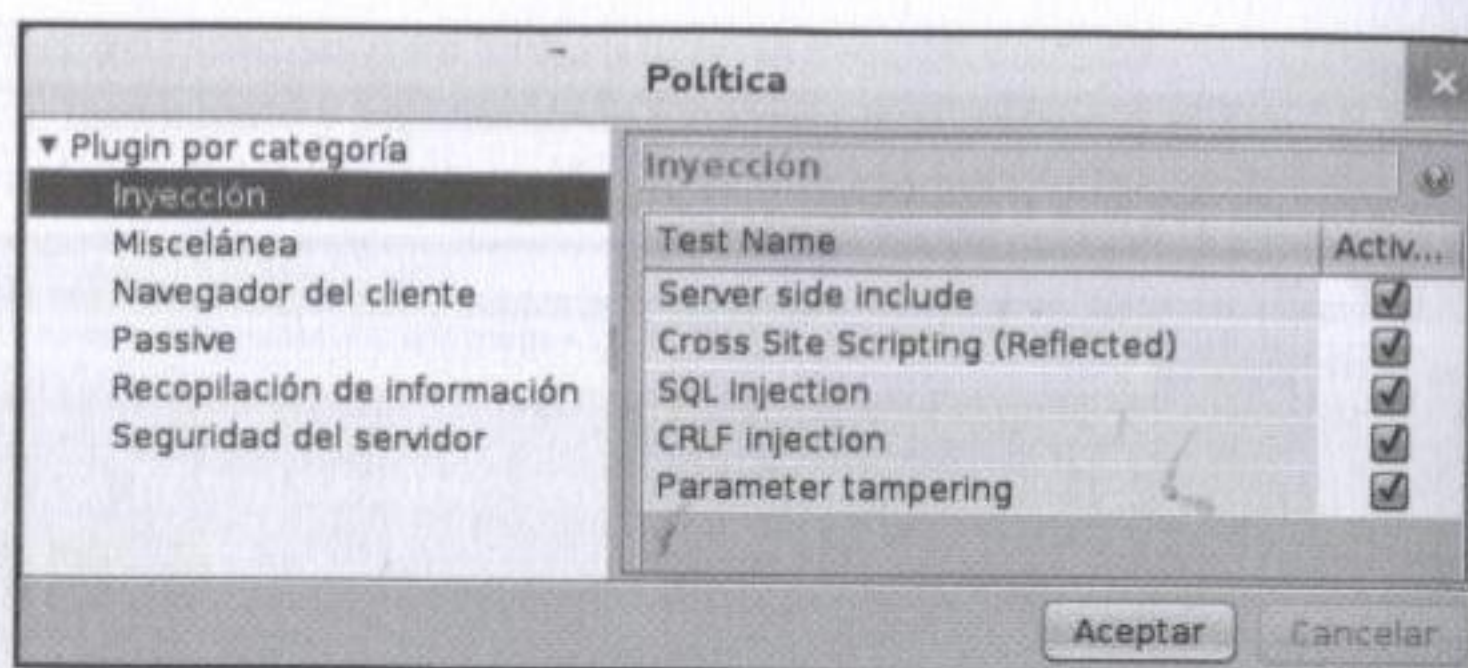 Política
▼ Plugin por categoría
Inyección
Miscelánea
Navegador del cliente
Passive
Recopilación de información
Seguridad del servidor
Inyección
Test Name Activ...
Server side include
Cross Site Scripting (Reflected)
SQL Injection
CRLF injection
Parameter tampering
Aceptar Cancelar